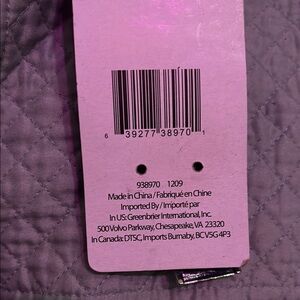 6 39277 38970 1
938970 1209
Made in China / Fabriqué en Chine
Imported By / Importé par
In US: Greenbrier International, Inc.
500 Volvo Parkway, Chesapeake, VA 23320
In Canada: DTSC, Imports Burnaby, BC V5G 4P3